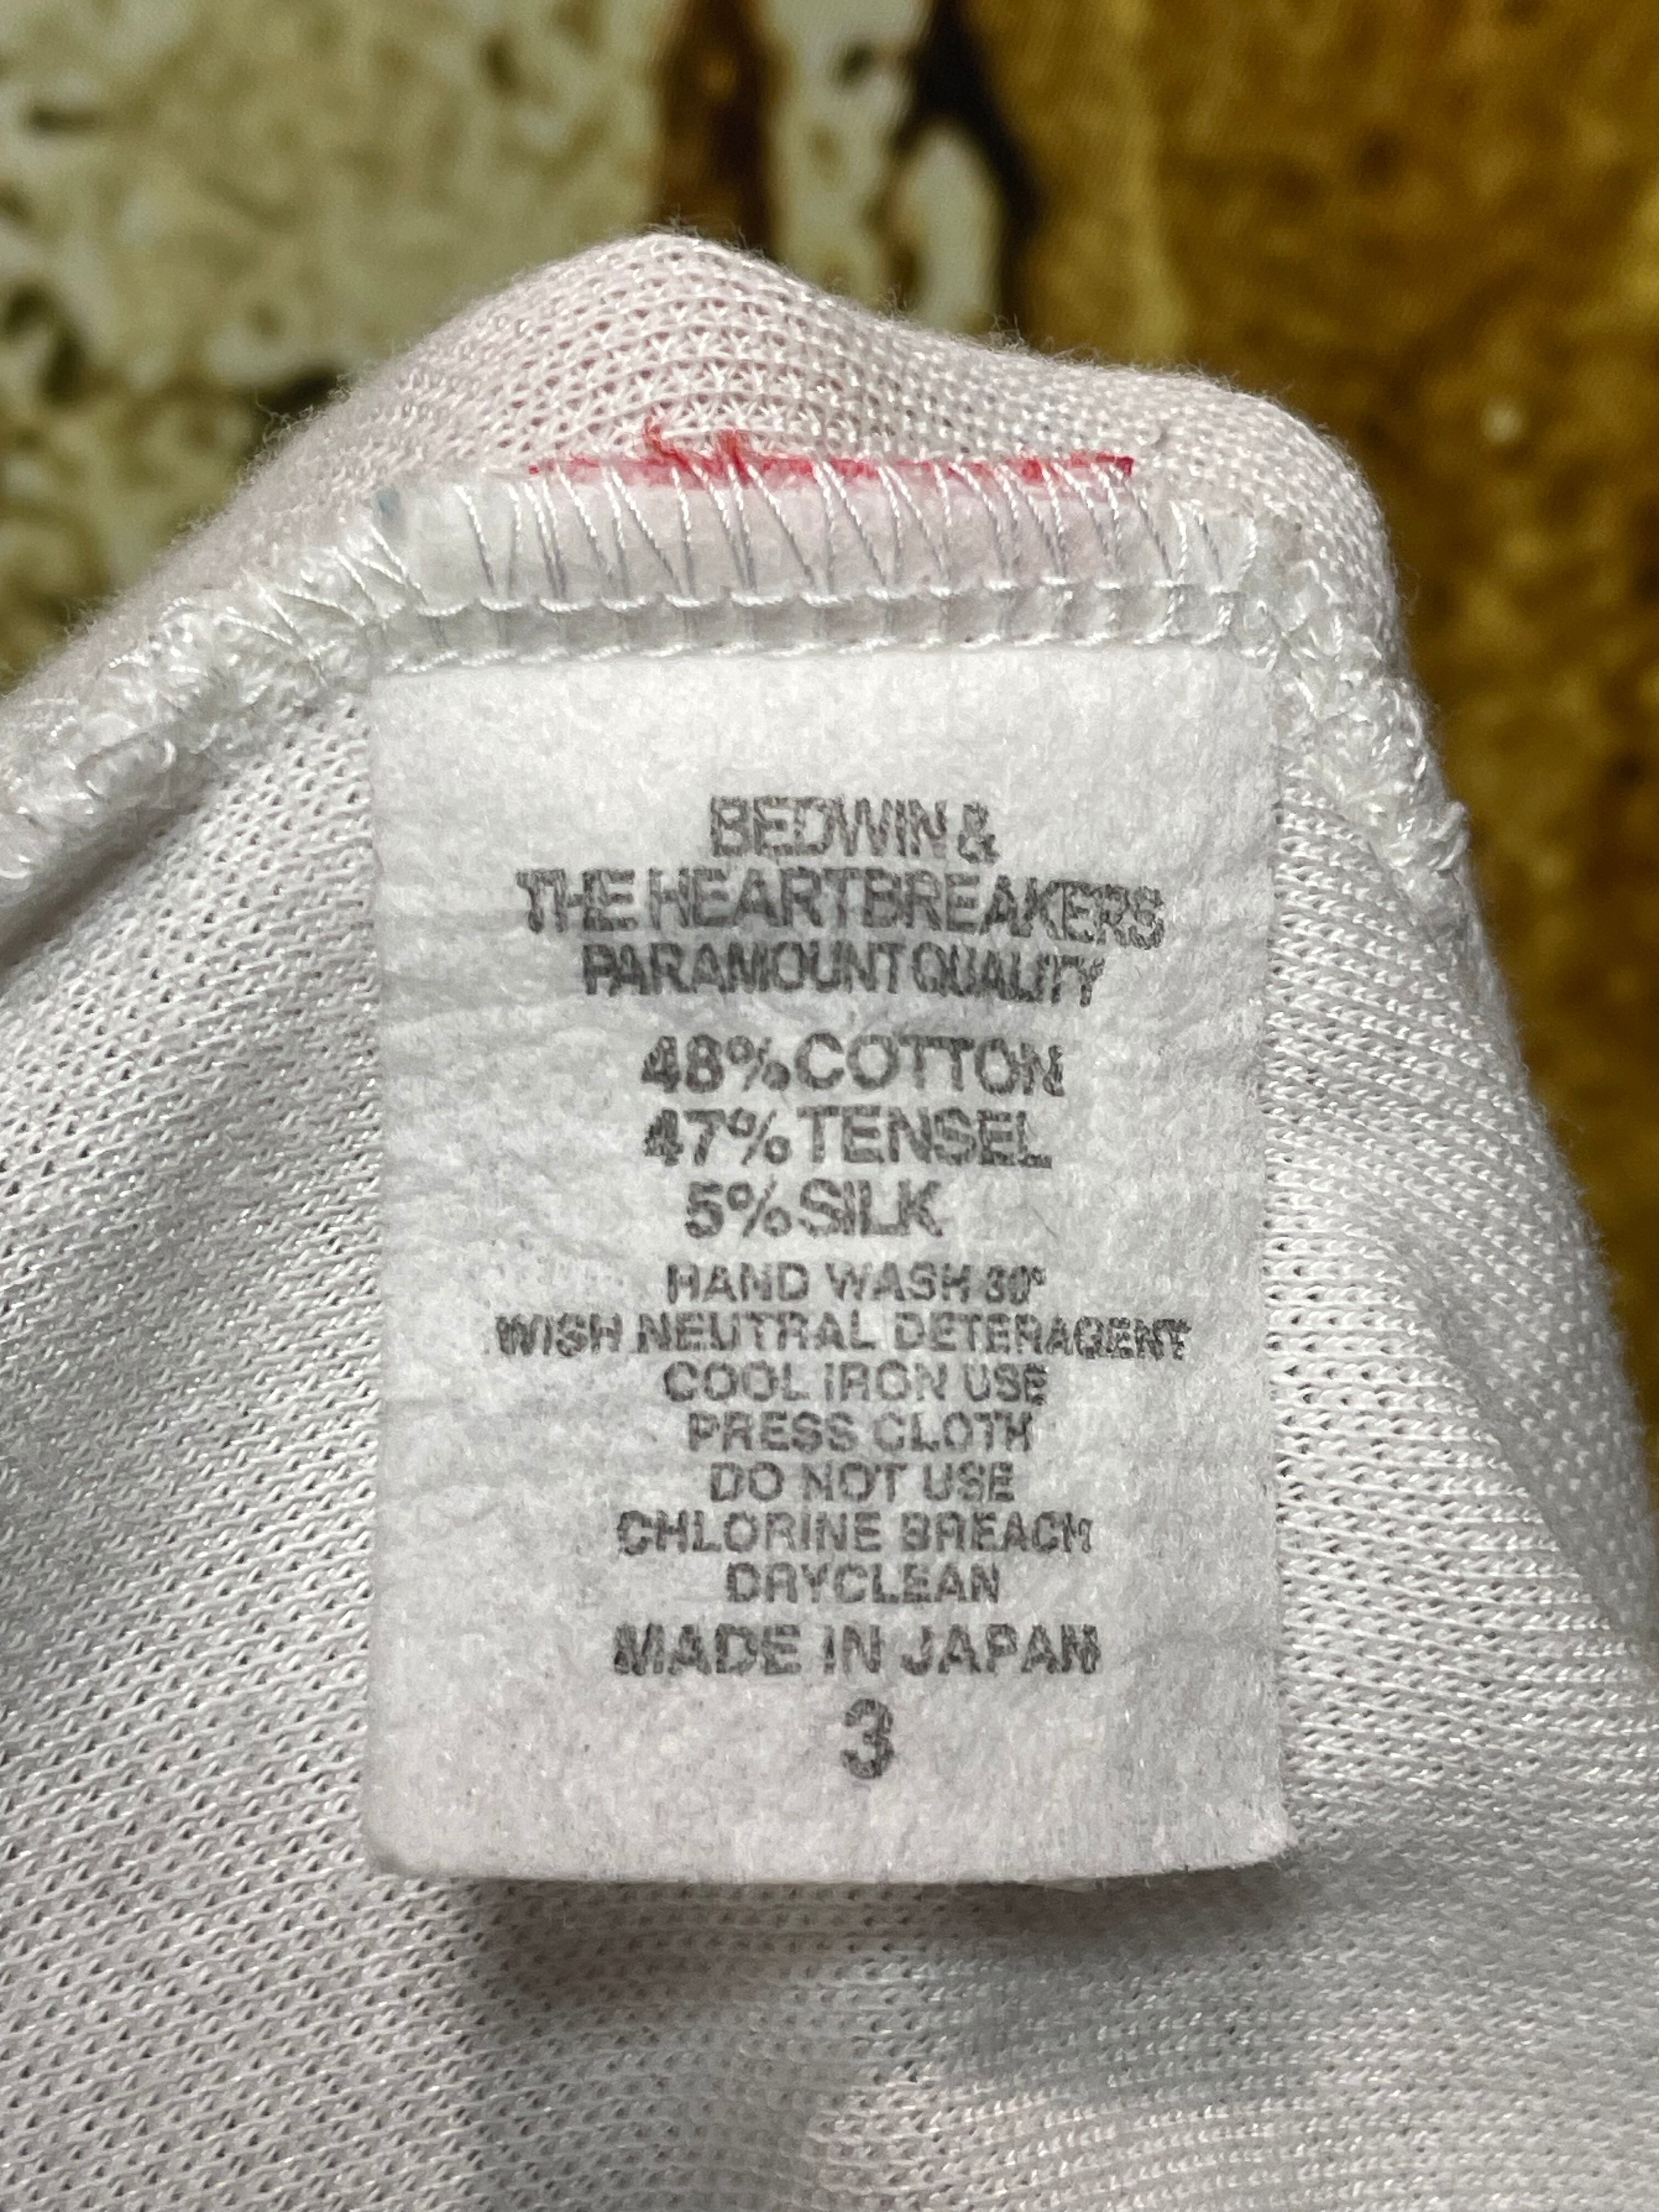 BEDWIN &
THE HEARTBREAKERS
PARAMOUNT QUALITY
48% COTTON
47% TENSEL
5% SILK
HAND WASH 30°
WISH NEUTRAL DETERAGENT
COOL IRON USE
PRESS CLOTH
DO NOT USE
CHLORINE BREACH
DRYCLEAN
MADE IN JAPAN
3